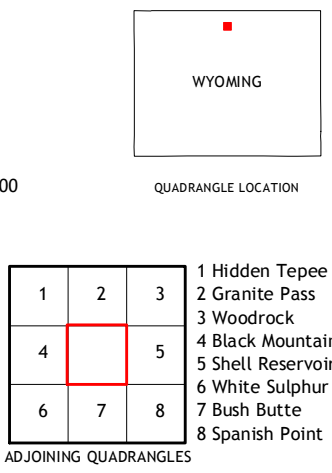 WYOMING
00
QUADRANGLE LOCATION
1 2 3
4 5
6 7 8
1 Hidden Tepee
2 Granite Pass
3 Woodrock
4 Black Mountain
5 Shell Reservoir
6 White Sulphur
7 Bush Butte
8 Spanish Point
ADJOINING QUADRANGLES